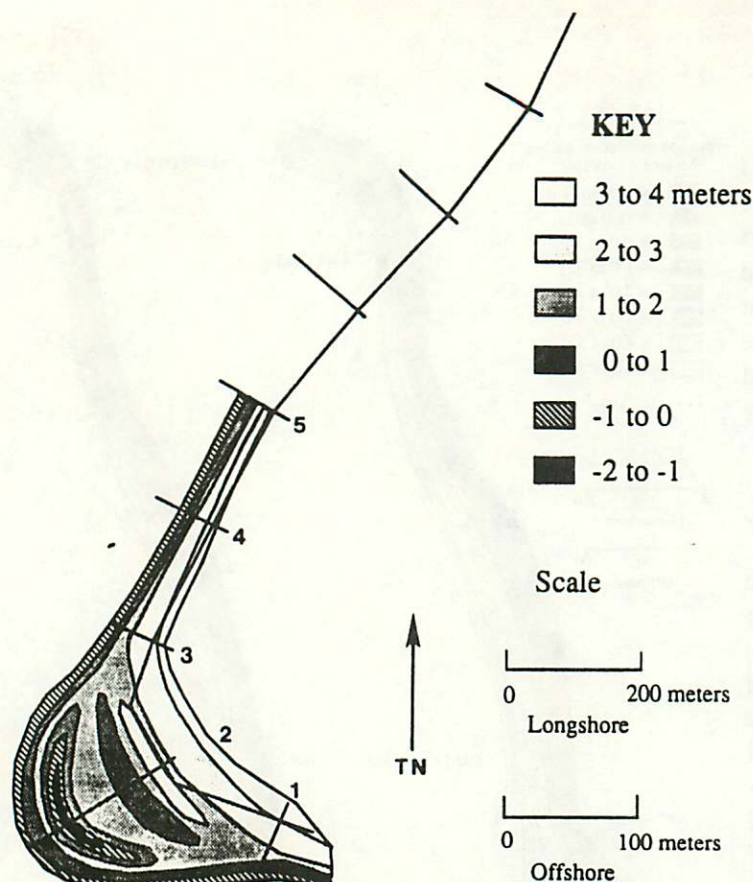 KEY
3 to 4 meters
2 to 3
1 to 2
0 to 1
-1 to 0
-2 to -1
5
4
3
2
1
TN
Scale
0 200 meters
Longshore
0 100 meters
Offshore